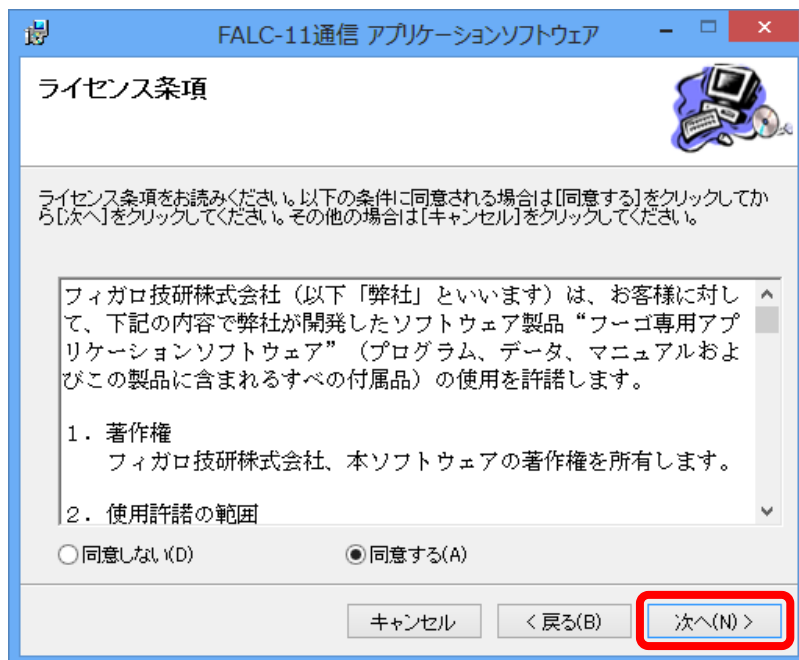 FALC-11通信 アプリケーションソフトウェア
ライセンス条項
ライセンス条項をお読みください。以下の条件に同意される場合は[同意する]をクリックしてか
ら[次へ]をクリックしてください。その他の場合は[キャンセル]をクリックしてください。
フィガロ技研株式会社（以下「弊社」といいます）は、お客様に対し
て、下記の内容で弊社が開発したソフトウェア製品“フーゴ専用アプ
リケーションソフトウェア”（プログラム、データ、マニュアルおよ
びこの製品に含まれるすべの付属品）の使用を許諾します。
１．著作権
フィガロ技研株式会社、本ソフトウェアの著作権を所有します。
２．使用許諾の範囲
同意しない(D)
同意する(A)
キャンセル
< 戻る(B)
次へ(N) >